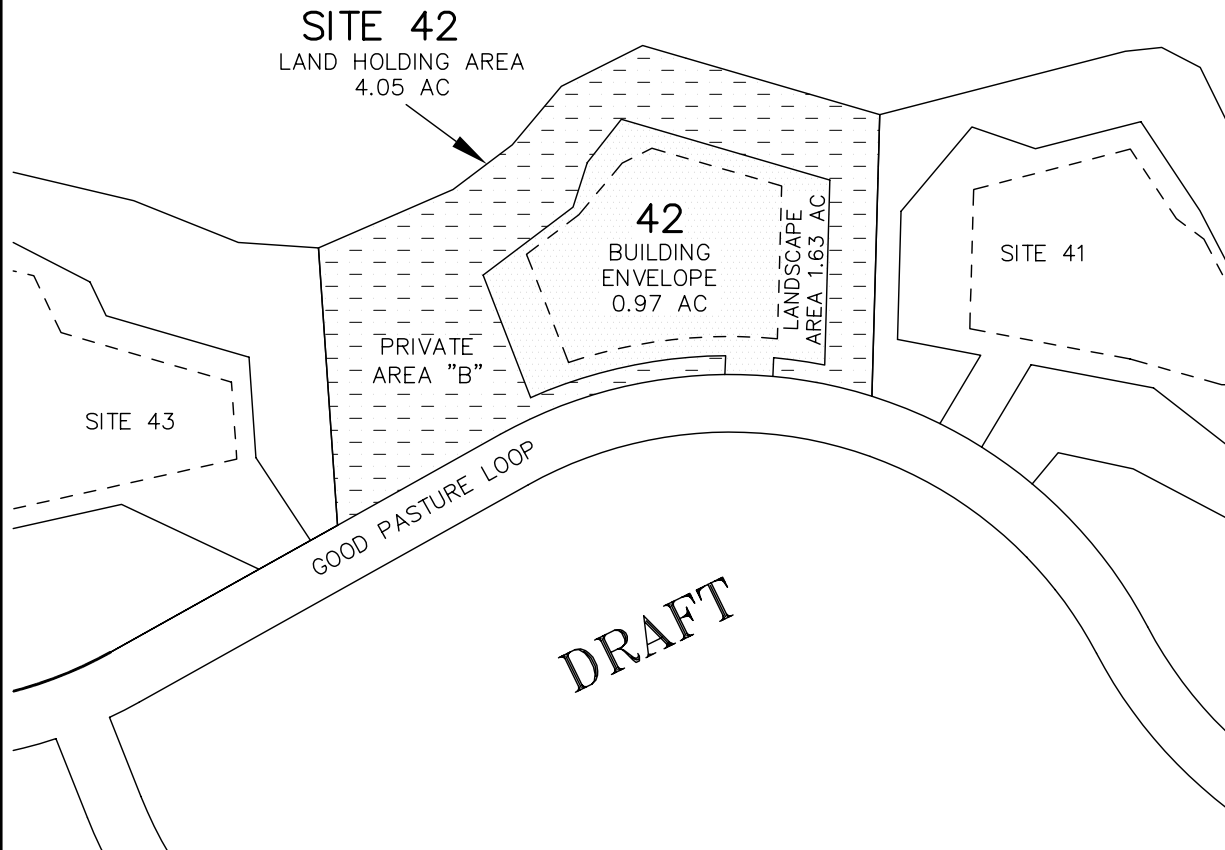 SITE 42
LAND HOLDING AREA
4.05 AC
42
BUILDING
ENVELOPE
0.97 AC
LANDSCAPE
AREA 1.63 AC
SITE 41
PRIVATE
AREA "B"
SITE 43
GOOD PASTURE LOOP
DRAFT